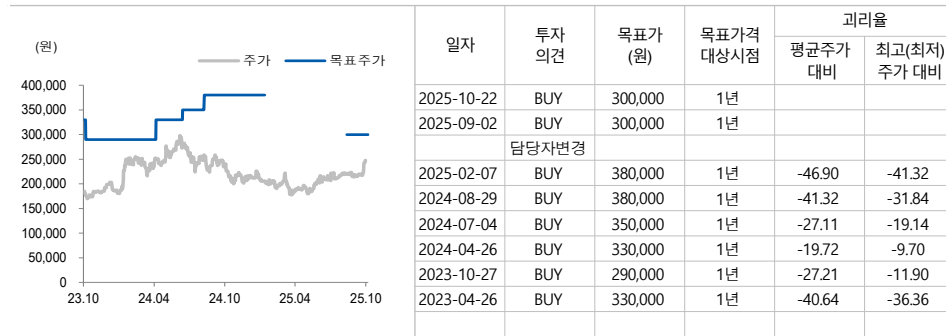 (원)
주가 목표주가
400,000
350,000
300,000
250,000
200,000
150,000
100,000
50,000
0
23.10 24.04 24.10 25.04 25.10
일자 투자의견 목표가(원) 목표가격대상시점 괴리율
평균주가대비 최고(최저)주가 대비
2025-10-22 BUY 300,000 1년
2025-09-02 BUY 300,000 1년
담당자변경
2025-02-07 BUY 380,000 1년 -46.90 -41.32
2024-08-29 BUY 380,000 1년 -41.32 -31.84
2024-07-04 BUY 350,000 1년 -27.11 -19.14
2024-04-26 BUY 330,000 1년 -19.72 -9.70
2023-10-27 BUY 290,000 1년 -27.21 -11.90
2023-04-26 BUY 330,000 1년 -40.64 -36.36